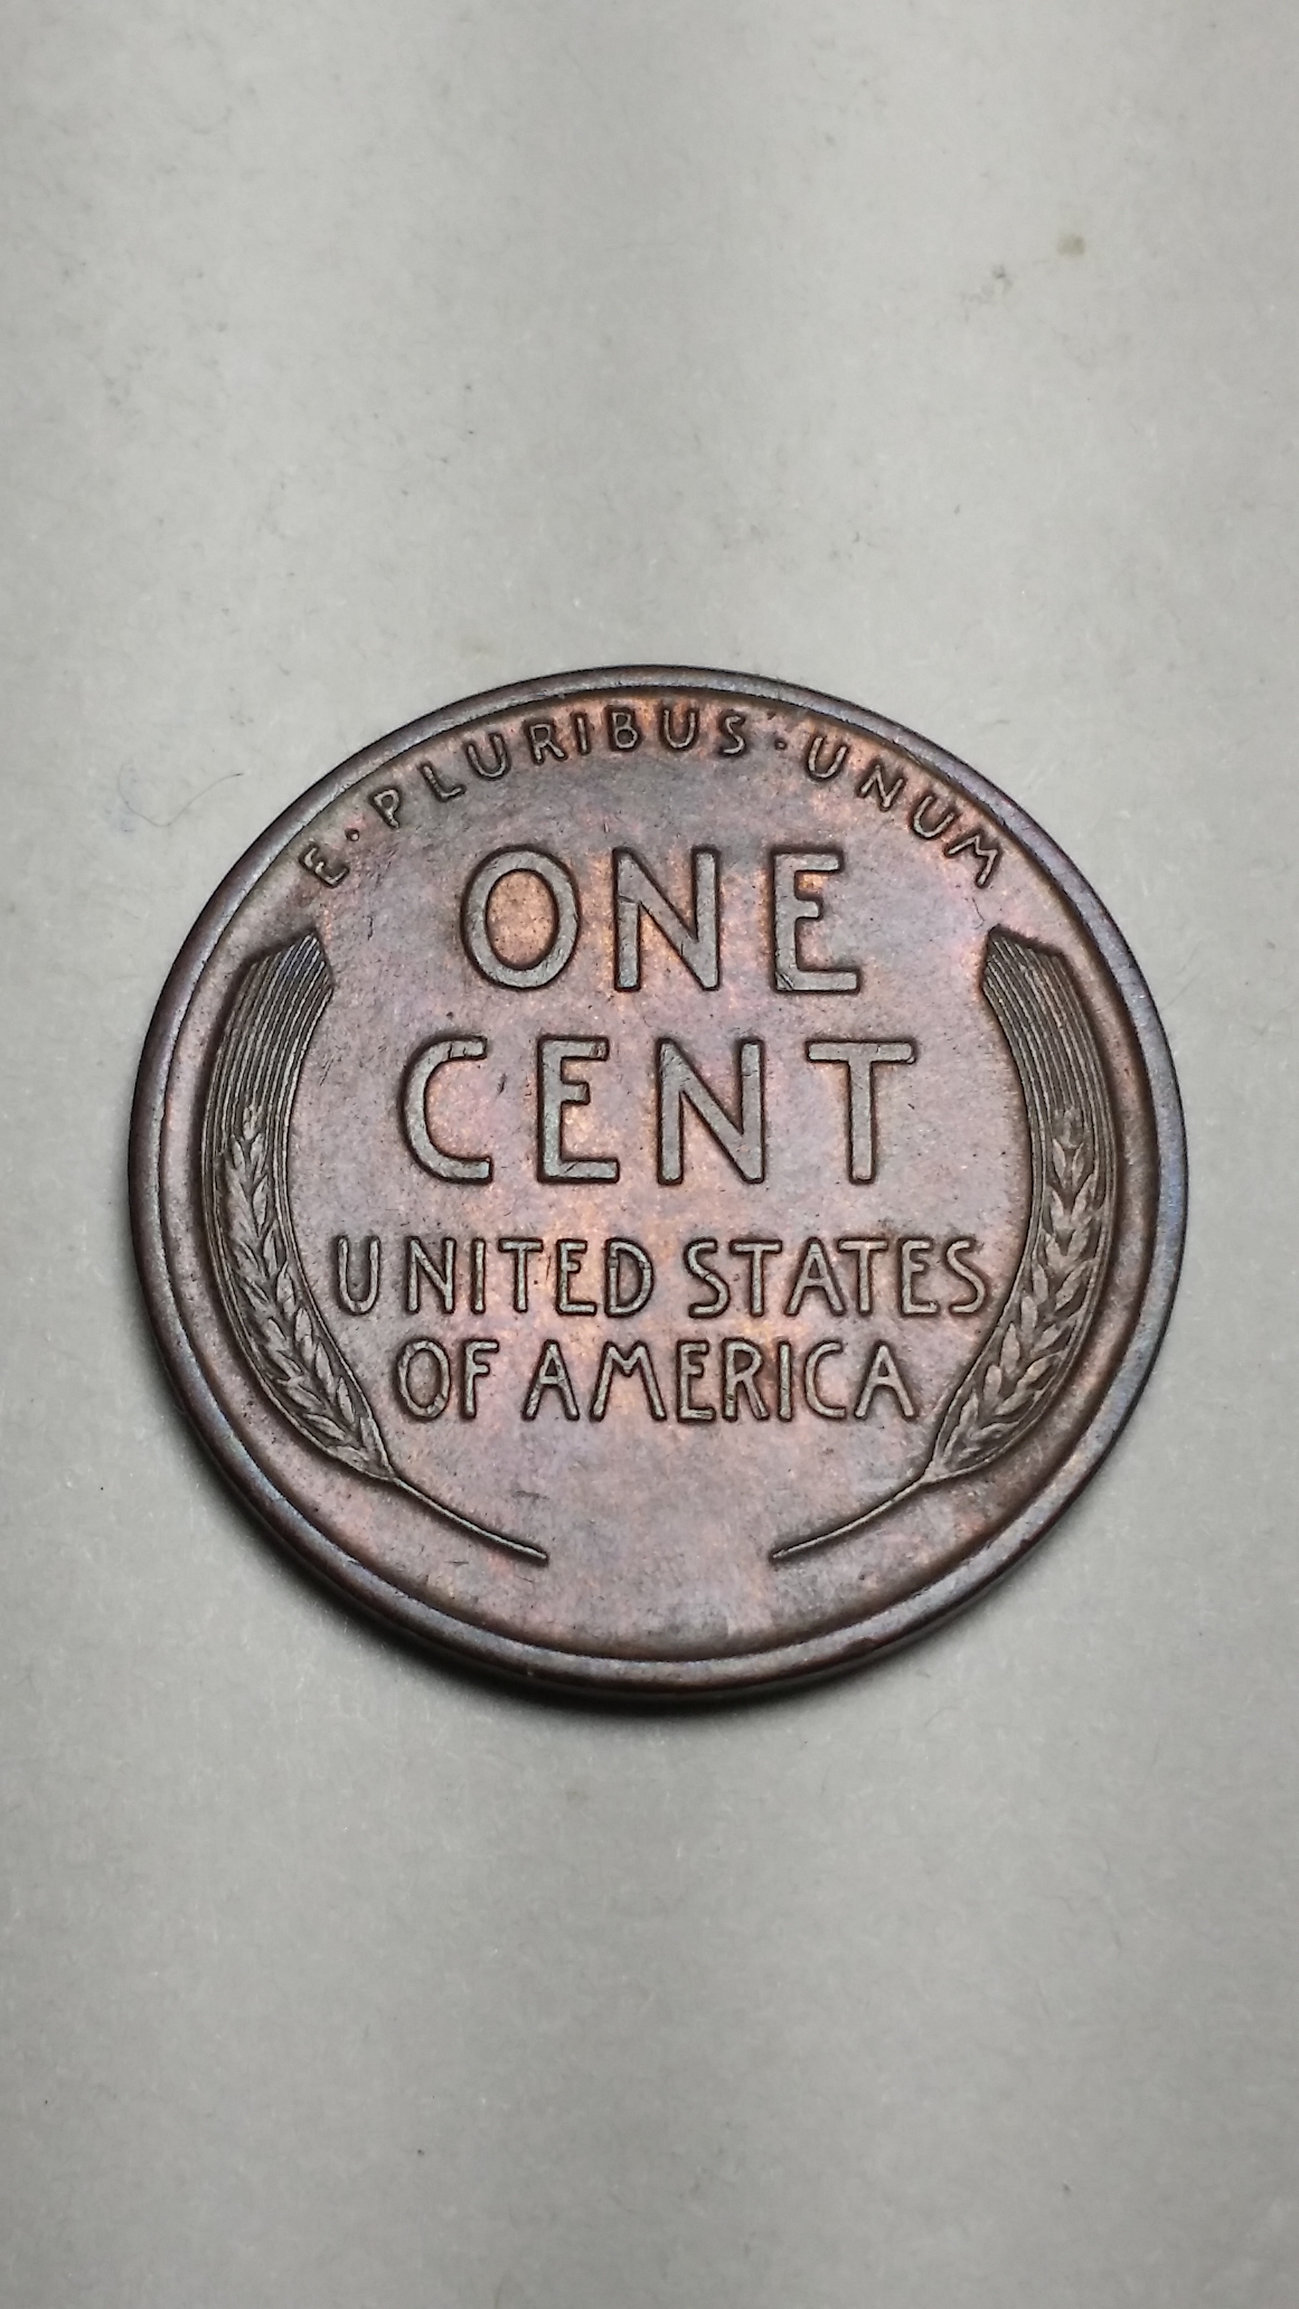 E·PLURIBUS·UNUM
ONE
CENT
UNITED STATES
OF AMERICA